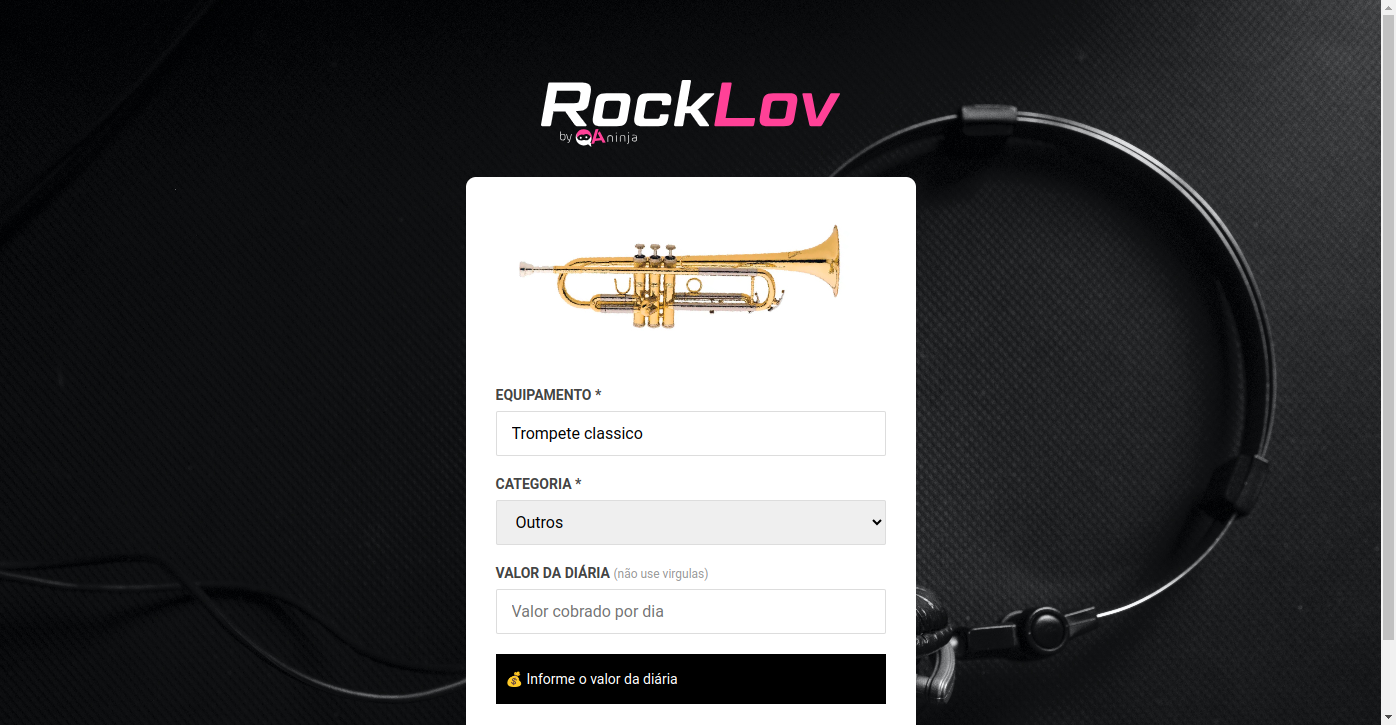 RockLov
by QAninja
EQUIPAMENTO *
Trompete classico
CATEGORIA *
Outros
VALOR DA DIÁRIA (não use virgulas)
Valor cobrado por dia
💰 Informe o valor da diária